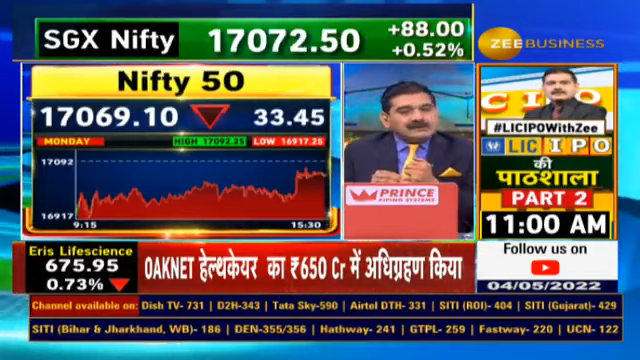 SGX Nifty 17072.50 +88.00
+0.52%
ZEE BUSINESS
Nifty 50
17069.10 33.45
MONDAY HIGH 17092.25 LOW 16917.25
17092
16917
9:15 15:30
PRINCE
PIPING SYSTEMS
#LICIPOWithZee
LIC IPO
की
पाठशाला
PART 2
11:00 AM
Eris Lifescience
675.95
0.73%
OAKNET हेल्थकेयर का ₹650 Cr में अधिग्रहण किया
Follow us on
04/05/2022
Channel available on: Dish TV- 731 | D2H-343 | Tata Sky-590 | Airtel DTH- 331 | SITI (ROI)- 404 | SITI (Gujarat)- 429
SITI (Bihar & Jharkhand, WB)- 186 | DEN-355/356 | Hathway- 241 | GTPL- 259 | Fastway- 220 | UCN- 122